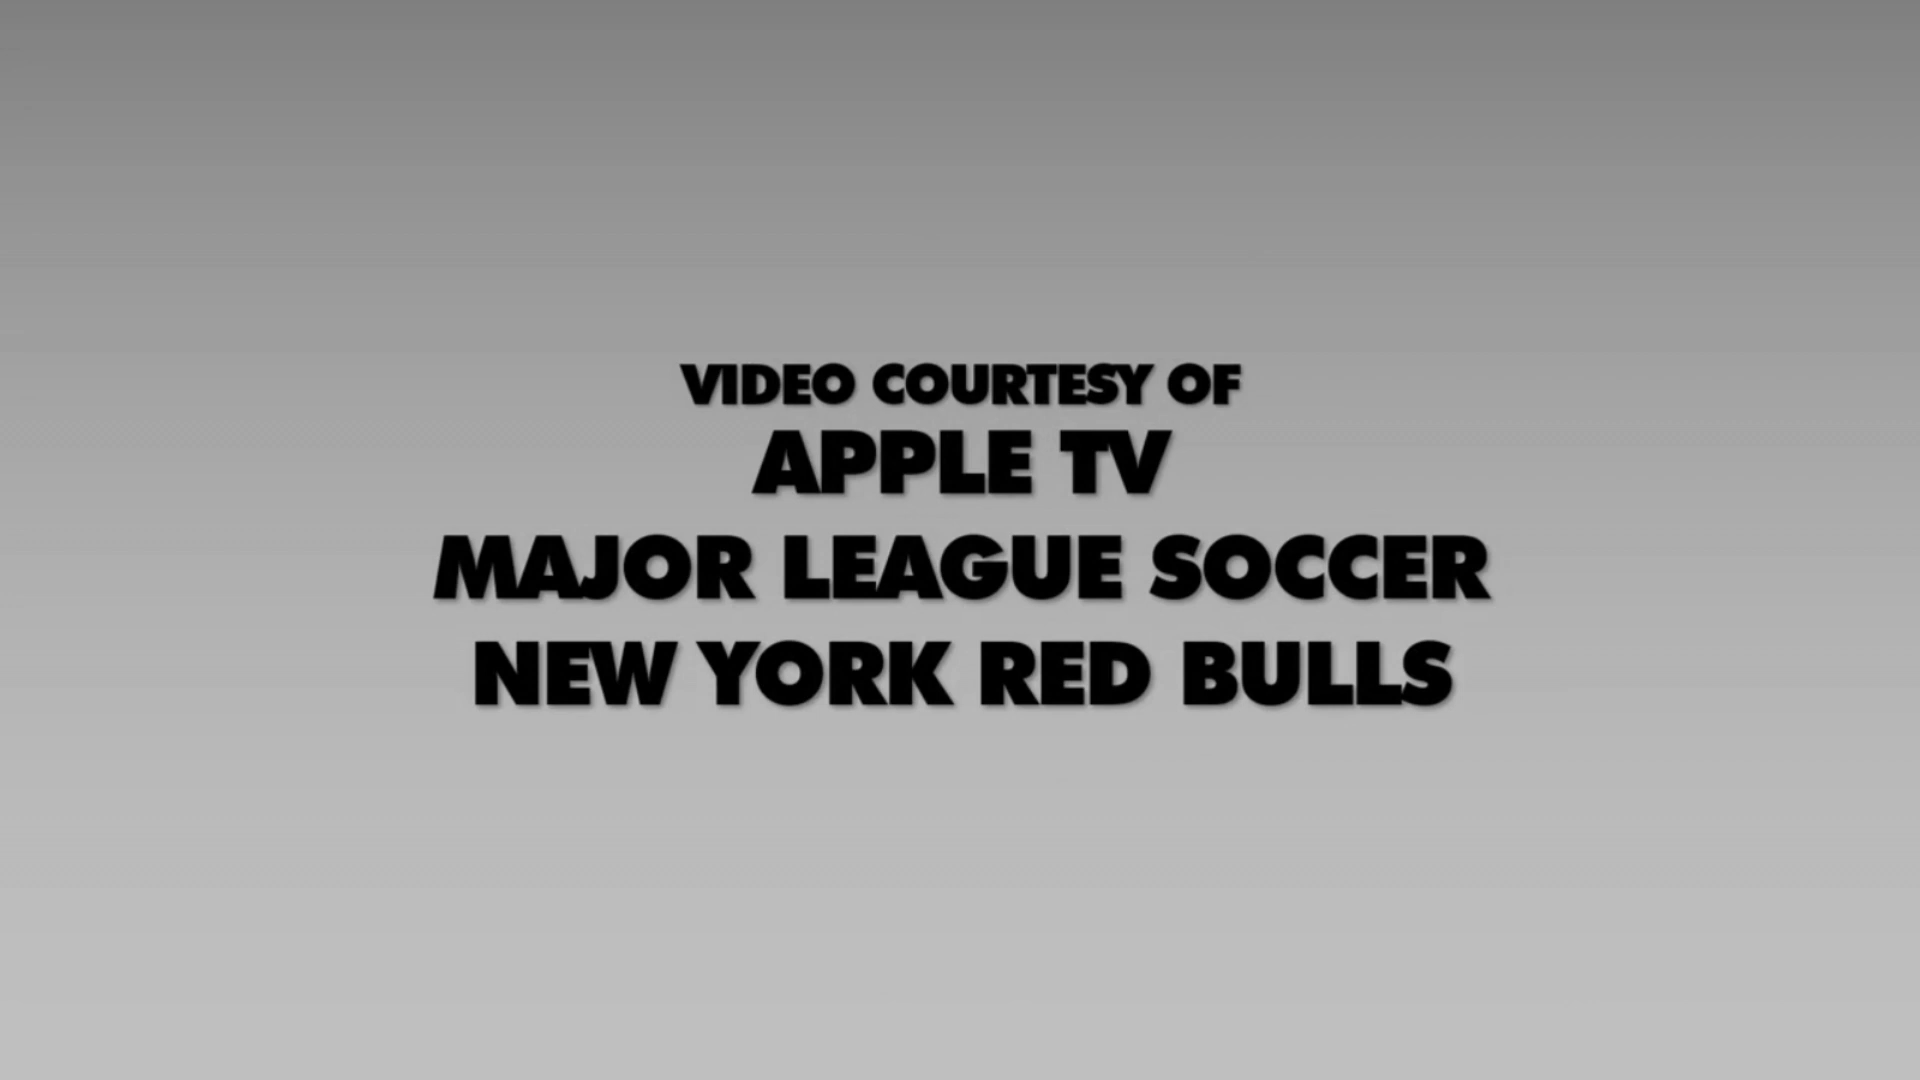 VIDEO COURTESY OF
APPLE TV
MAJOR LEAGUE SOCCER
NEW YORK RED BULLS